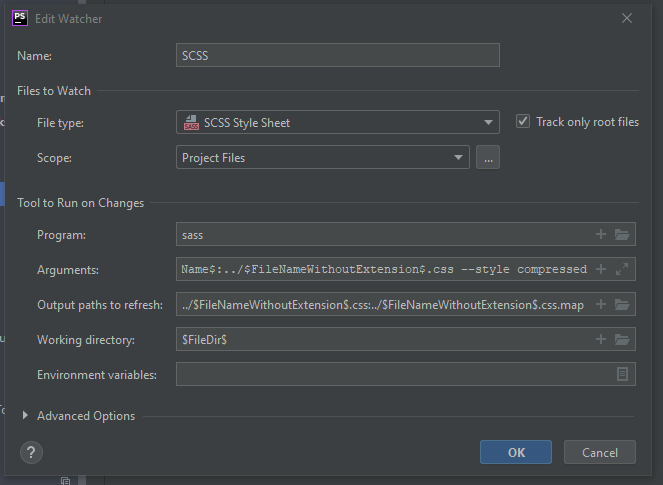 PS Edit Watcher
Name: SCSS
Files to Watch
File type: SASS SCSS Style Sheet Track only root files
Scope: Project Files ...
Tool to Run on Changes
Program: sass
Arguments: Name$:../$FileNameWithoutExtension$.css --style compressed
Output paths to refresh: ../$FileNameWithoutExtension$.css:../$FileNameWithoutExtension$.css.map
Working directory: $FileDir$
Environment variables:
Advanced Options
? OK Cancel